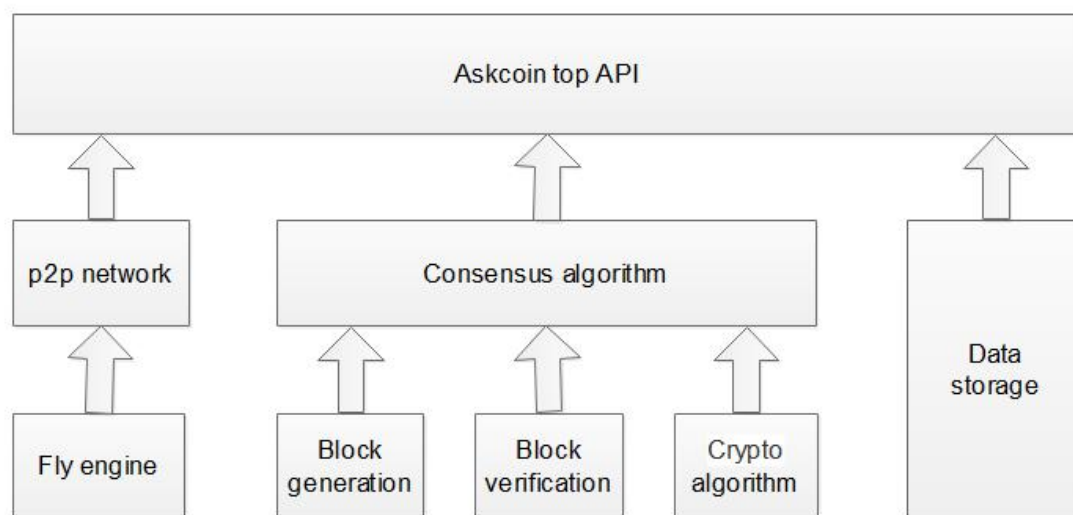 Askcoin top API
p2p network
Consensus algorithm
Data
storage
Fly engine
Block
generation
Block
verification
Crypto
algorithm